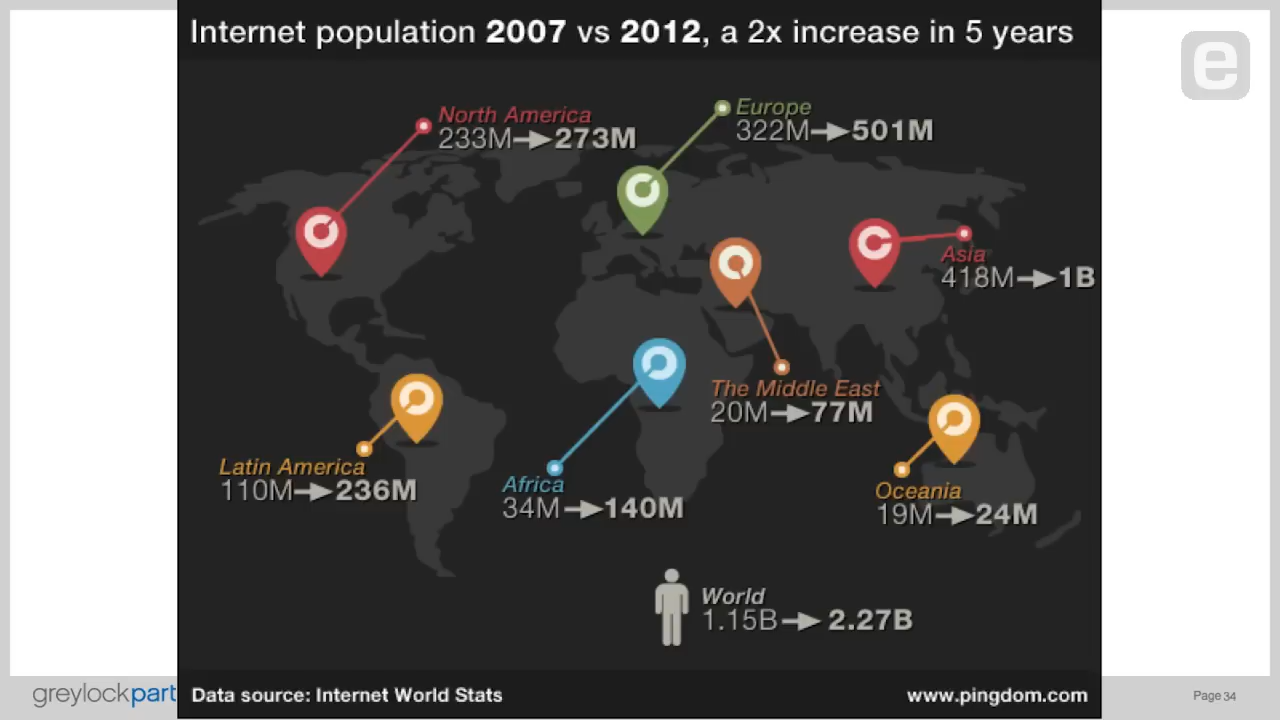 Internet population 2007 vs 2012, a 2x increase in 5 years
e
North America
233M→273M
Europe
322M→501M
Asia
418M→1B
The Middle East
20M→77M
Latin America
110M→236M
Africa
34M→140M
Oceania
19M→24M
World
1.15B→2.27B
greylockpart
Data source: Internet World Stats
www.pingdom.com
Page 34